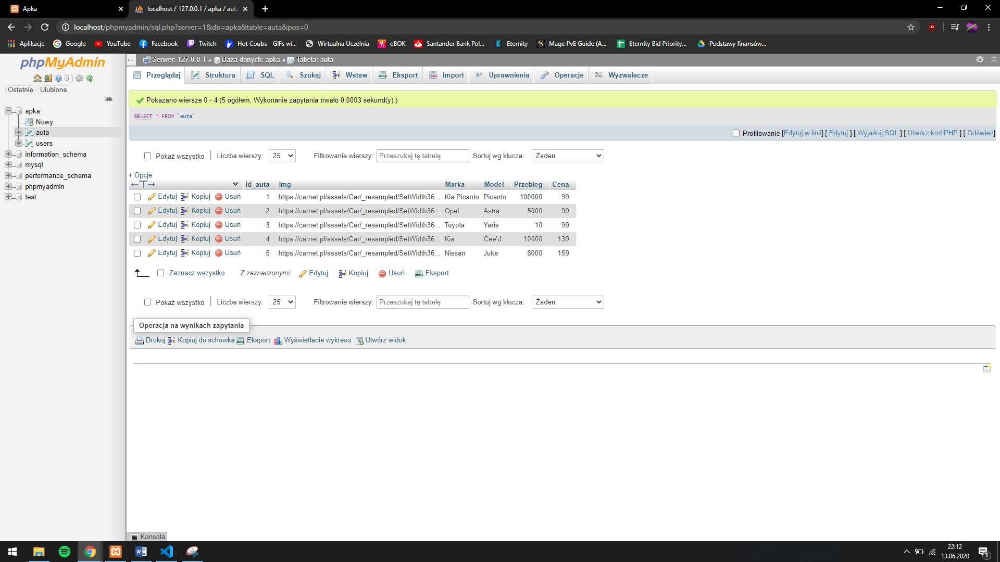 Apka
localhost / 127.0.0.1 / apka / auta
localhost/phpmyadmin/sql.php?server=1&db=apka&table=auta&pos=0
Aplikacje Google YouTube Facebook Twitch Hot Coubs - GIFs wi... Wirtualna Uczelnia eBOK Santander Bank Pol... Eternity Mage PvE Guide (A... Eternity Bid Priority... Podstawy finansów...
phpMyAdmin
Ostatnie Ulubione
apka
Nowy
auta
users
information_schema
mysql
performance_schema
phpmyadmin
test
Serwer: 127.0.0.1 » Baza danych: apka » Tabela: auta
Przeglądaj Struktura SQL Szukaj Wstaw Eksport Import Uprawnienia Operacje Wyzwalacze
Pokazano wiersze 0 - 4 (5 ogółem, Wykonanie zapytania trwało 0,0003 sekund(y).)
SELECT * FROM `auta`
Profilowanie [Edytuj w linii] [ Edytuj ] [ Wyjaśnij SQL ] [ Utwórz kod PHP ] [ Odśwież]
Pokaż wszystko Liczba wierszy: 25 Filtrowanie wierszy: Przeszukaj tę tabelę Sortuj wg klucza: Żaden
+ Opcje
←T→ id_auta img Marka Model Przebieg Cena
Edytuj Kopiuj Usuń 1 https://carnet.pl/assets/Car/_resampled/SetWidth36... Kia Picanto Picanto 100000 99
Edytuj Kopiuj Usuń 2 https://carnet.pl/assets/Car/_resampled/SetWidth36... Opel Astra 5000 99
Edytuj Kopiuj Usuń 3 https://carnet.pl/assets/Car/_resampled/SetWidth36... Toyota Yaris 10 99
Edytuj Kopiuj Usuń 4 https://carnet.pl/assets/Car/_resampled/SetWidth36... Kia Cee'd 10000 139
Edytuj Kopiuj Usuń 5 https://carnet.pl/assets/Car/_resampled/SetWidth36... Nissan Juke 8000 159
Zaznacz wszystko Z zaznaczonymi: Edytuj Kopiuj Usuń Eksport
Pokaż wszystko Liczba wierszy: 25 Filtrowanie wierszy: Przeszukaj tę tabelę Sortuj wg klucza: Żaden
Operacja na wynikach zapytania
Drukuj Kopiuj do schowka Eksport Wyświetlanie wykresu Utwórz widok
Konsola
22:12
13.06.2020
1